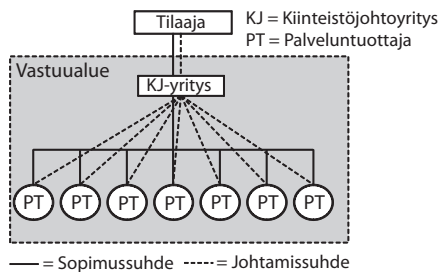 Tilaaja
KJ = Kiinteistöjohtoyritys
PT = Palveluntuottaja
Vastuualue
KJ-yritys
PT PT PT PT PT PT PT
= Sopimussuhde = Johtamissuhde